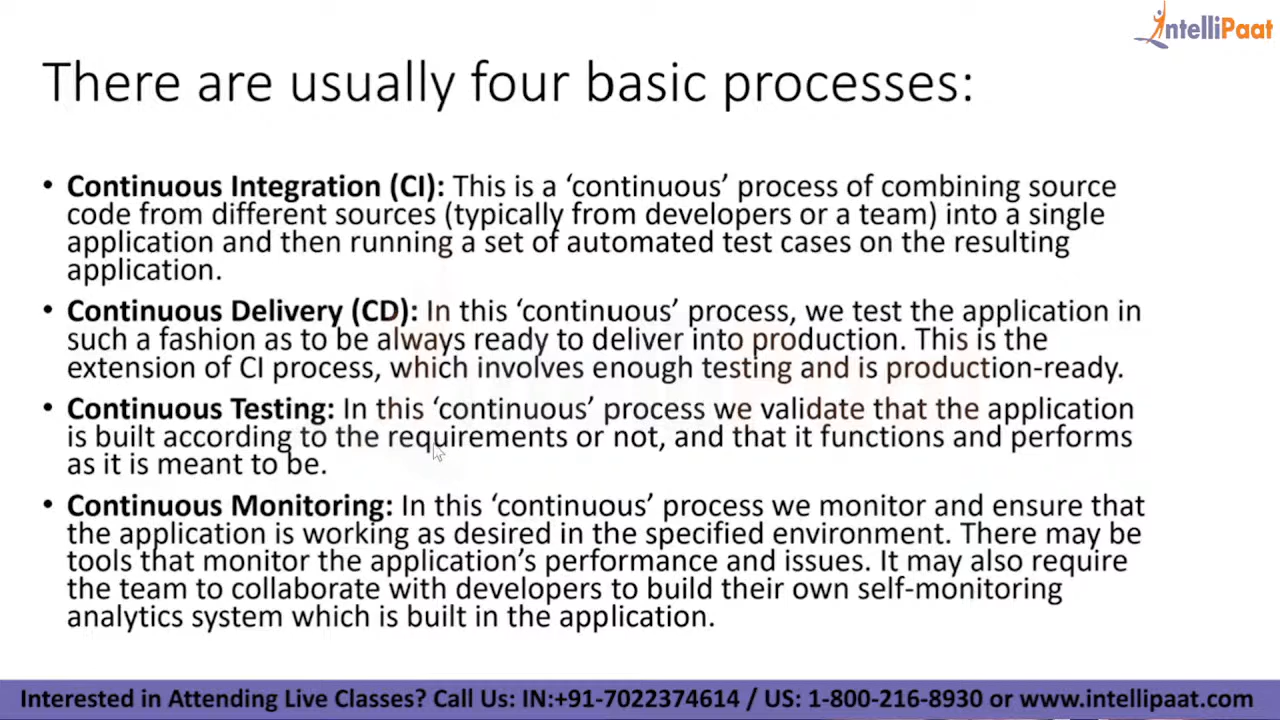 IntelliPaat
There are usually four basic processes:
• Continuous Integration (CI): This is a ‘continuous’ process of combining source
code from different sources (typically from developers or a team) into a single
application and then running a set of automated test cases on the resulting
application.
• Continuous Delivery (CD): In this ‘continuous’ process, we test the application in
such a fashion as to be always ready to deliver into production. This is the
extension of CI process, which involves enough testing and is production-ready.
• Continuous Testing: In this ‘continuous’ process we validate that the application
is built according to the requirements or not, and that it functions and performs
as it is meant to be.
• Continuous Monitoring: In this ‘continuous’ process we monitor and ensure that
the application is working as desired in the specified environment. There may be
tools that monitor the application’s performance and issues. It may also require
the team to collaborate with developers to build their own self-monitoring
analytics system which is built in the application.
Interested in Attending Live Classes? Call Us: IN:+91-7022374614 / US: 1-800-216-8930 or www.intellipaat.com